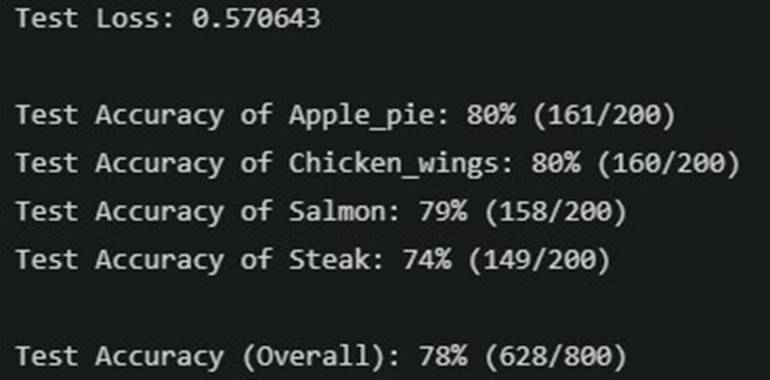 Test Loss: 0.570643
Test Accuracy of Apple_pie: 80% (161/200)
Test Accuracy of Chicken_wings: 80% (160/200)
Test Accuracy of Salmon: 79% (158/200)
Test Accuracy of Steak: 74% (149/200)
Test Accuracy (Overall): 78% (628/800)